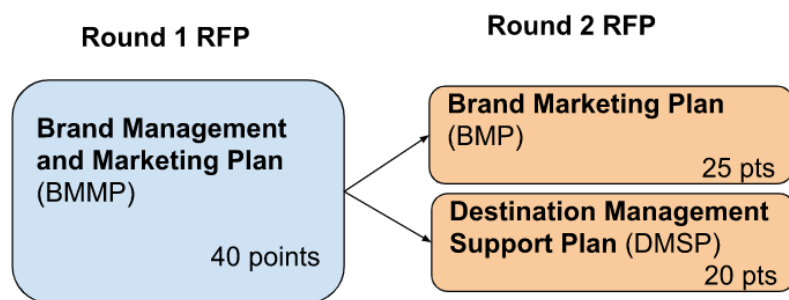 Round 1 RFP
Brand Management
and Marketing Plan
(BMMP)
40 points
Round 2 RFP
Brand Marketing Plan
(BMP)
25 pts
Destination Management
Support Plan (DMSP)
20 pts